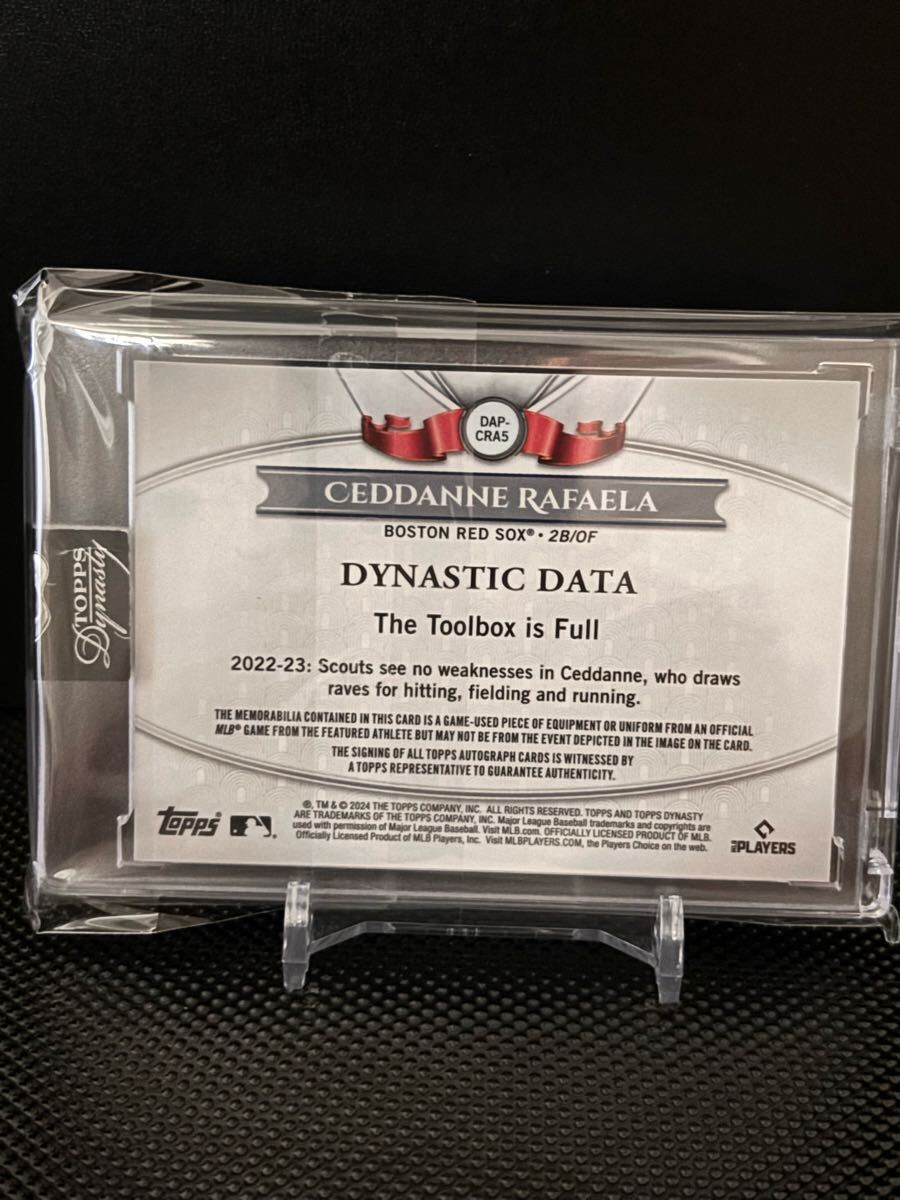 DAP-
CRA5
CEDDANNE RAFAELA
BOSTON RED SOX® • 2B/OF
DYNASTIC DATA
The Toolbox is Full
2022-23: Scouts see no weaknesses in Ceddanne, who draws
raves for hitting, fielding and running.
THE MEMORABILIA CONTAINED IN THIS CARD IS A GAME-USED PIECE OF EQUIPMENT OR UNIFORM FROM AN OFFICIAL
MLB® GAME FROM THE FEATURED ATHLETE BUT MAY NOT BE FROM THE EVENT DEPICTED IN THE IMAGE ON THE CARD.
THE SIGNING OF ALL TOPPS AUTOGRAPH CARDS IS WITNESSED BY
A TOPPS REPRESENTATIVE TO GUARANTEE AUTHENTICITY.
®, TM & © 2024 THE TOPPS COMPANY, INC. ALL RIGHTS RESERVED. TOPPS AND TOPPS DYNASTY
ARE TRADEMARKS OF THE TOPPS COMPANY, INC. Major League Baseball trademarks and copyrights are
used with permission of Major League Baseball. Visit MLB.com. OFFICIALLY LICENSED PRODUCT OF MLB
Officially Licensed Product of MLB Players, Inc. Visit MLBPLAYERS.COM, the Players Choice on the web.
Topps
MLB PLAYERS
TOPPS
Dynasty